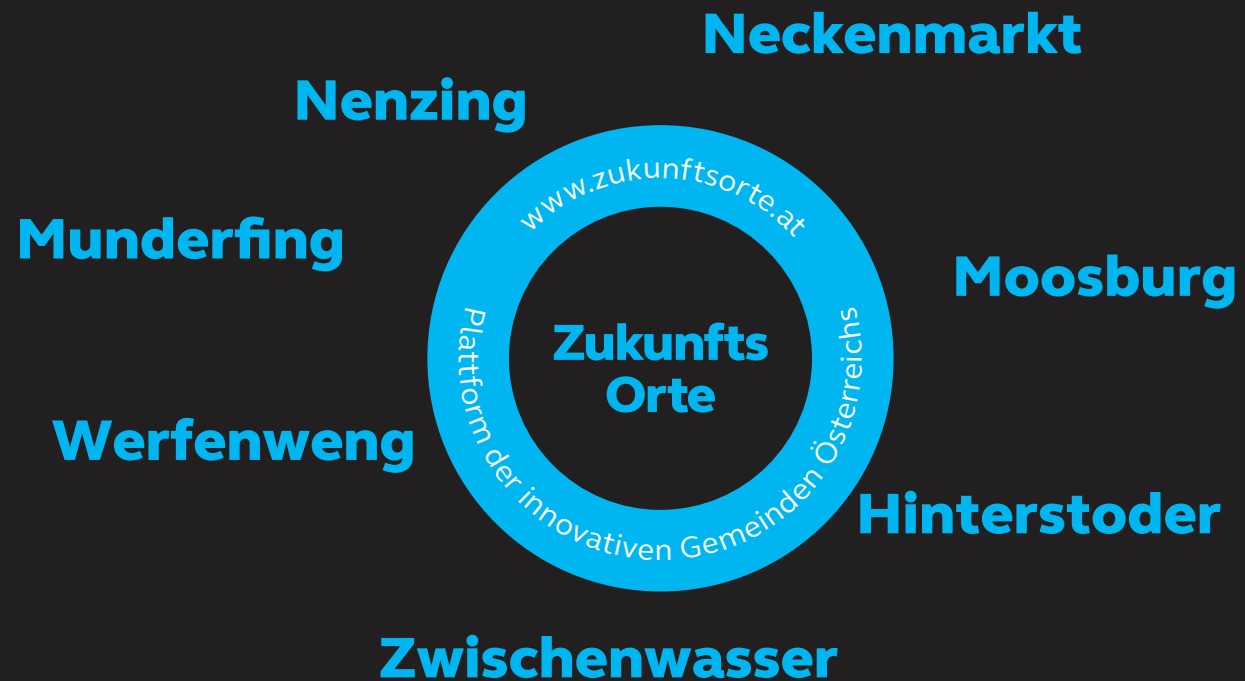 Neckenmarkt
Nenzing
www.zukunftsorte.at
Munderfing
Moosburg
Zukunfts
Orte
Plattform der innovativen Gemeinden Österreichs
Werfenweng
Hinterstoder
Zwischenwasser